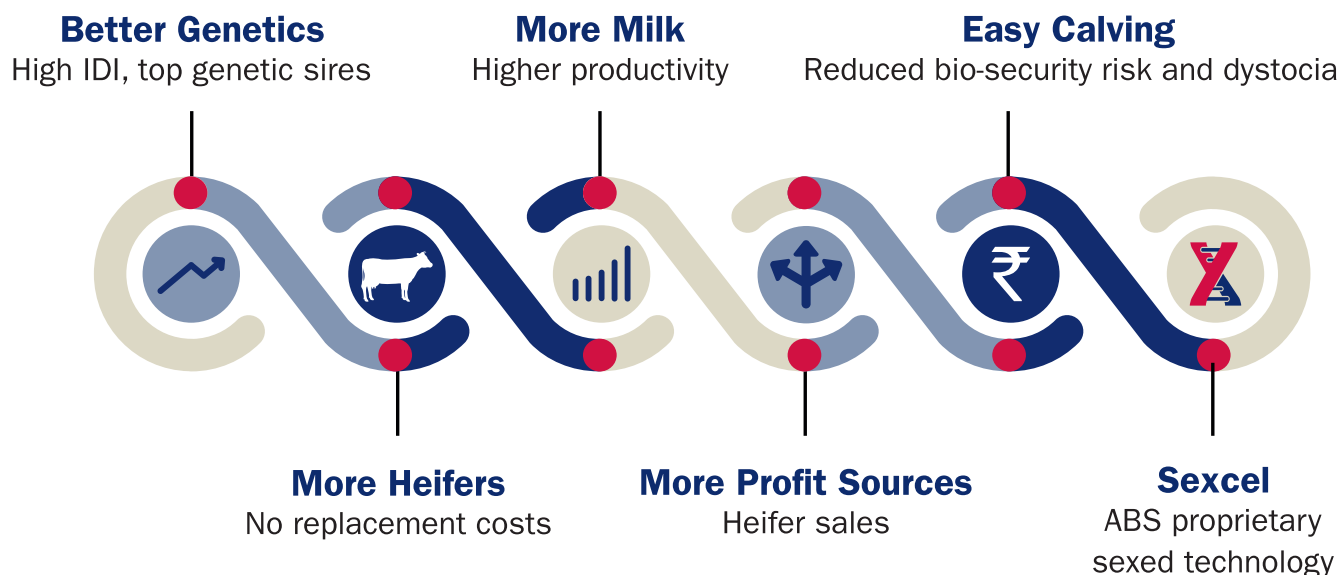 Better Genetics
High IDI, top genetic sires
More Milk
Higher productivity
Easy Calving
Reduced bio-security risk and dystocia
₹
More Heifers
No replacement costs
More Profit Sources
Heifer sales
Sexcel
ABS proprietary
sexed technology